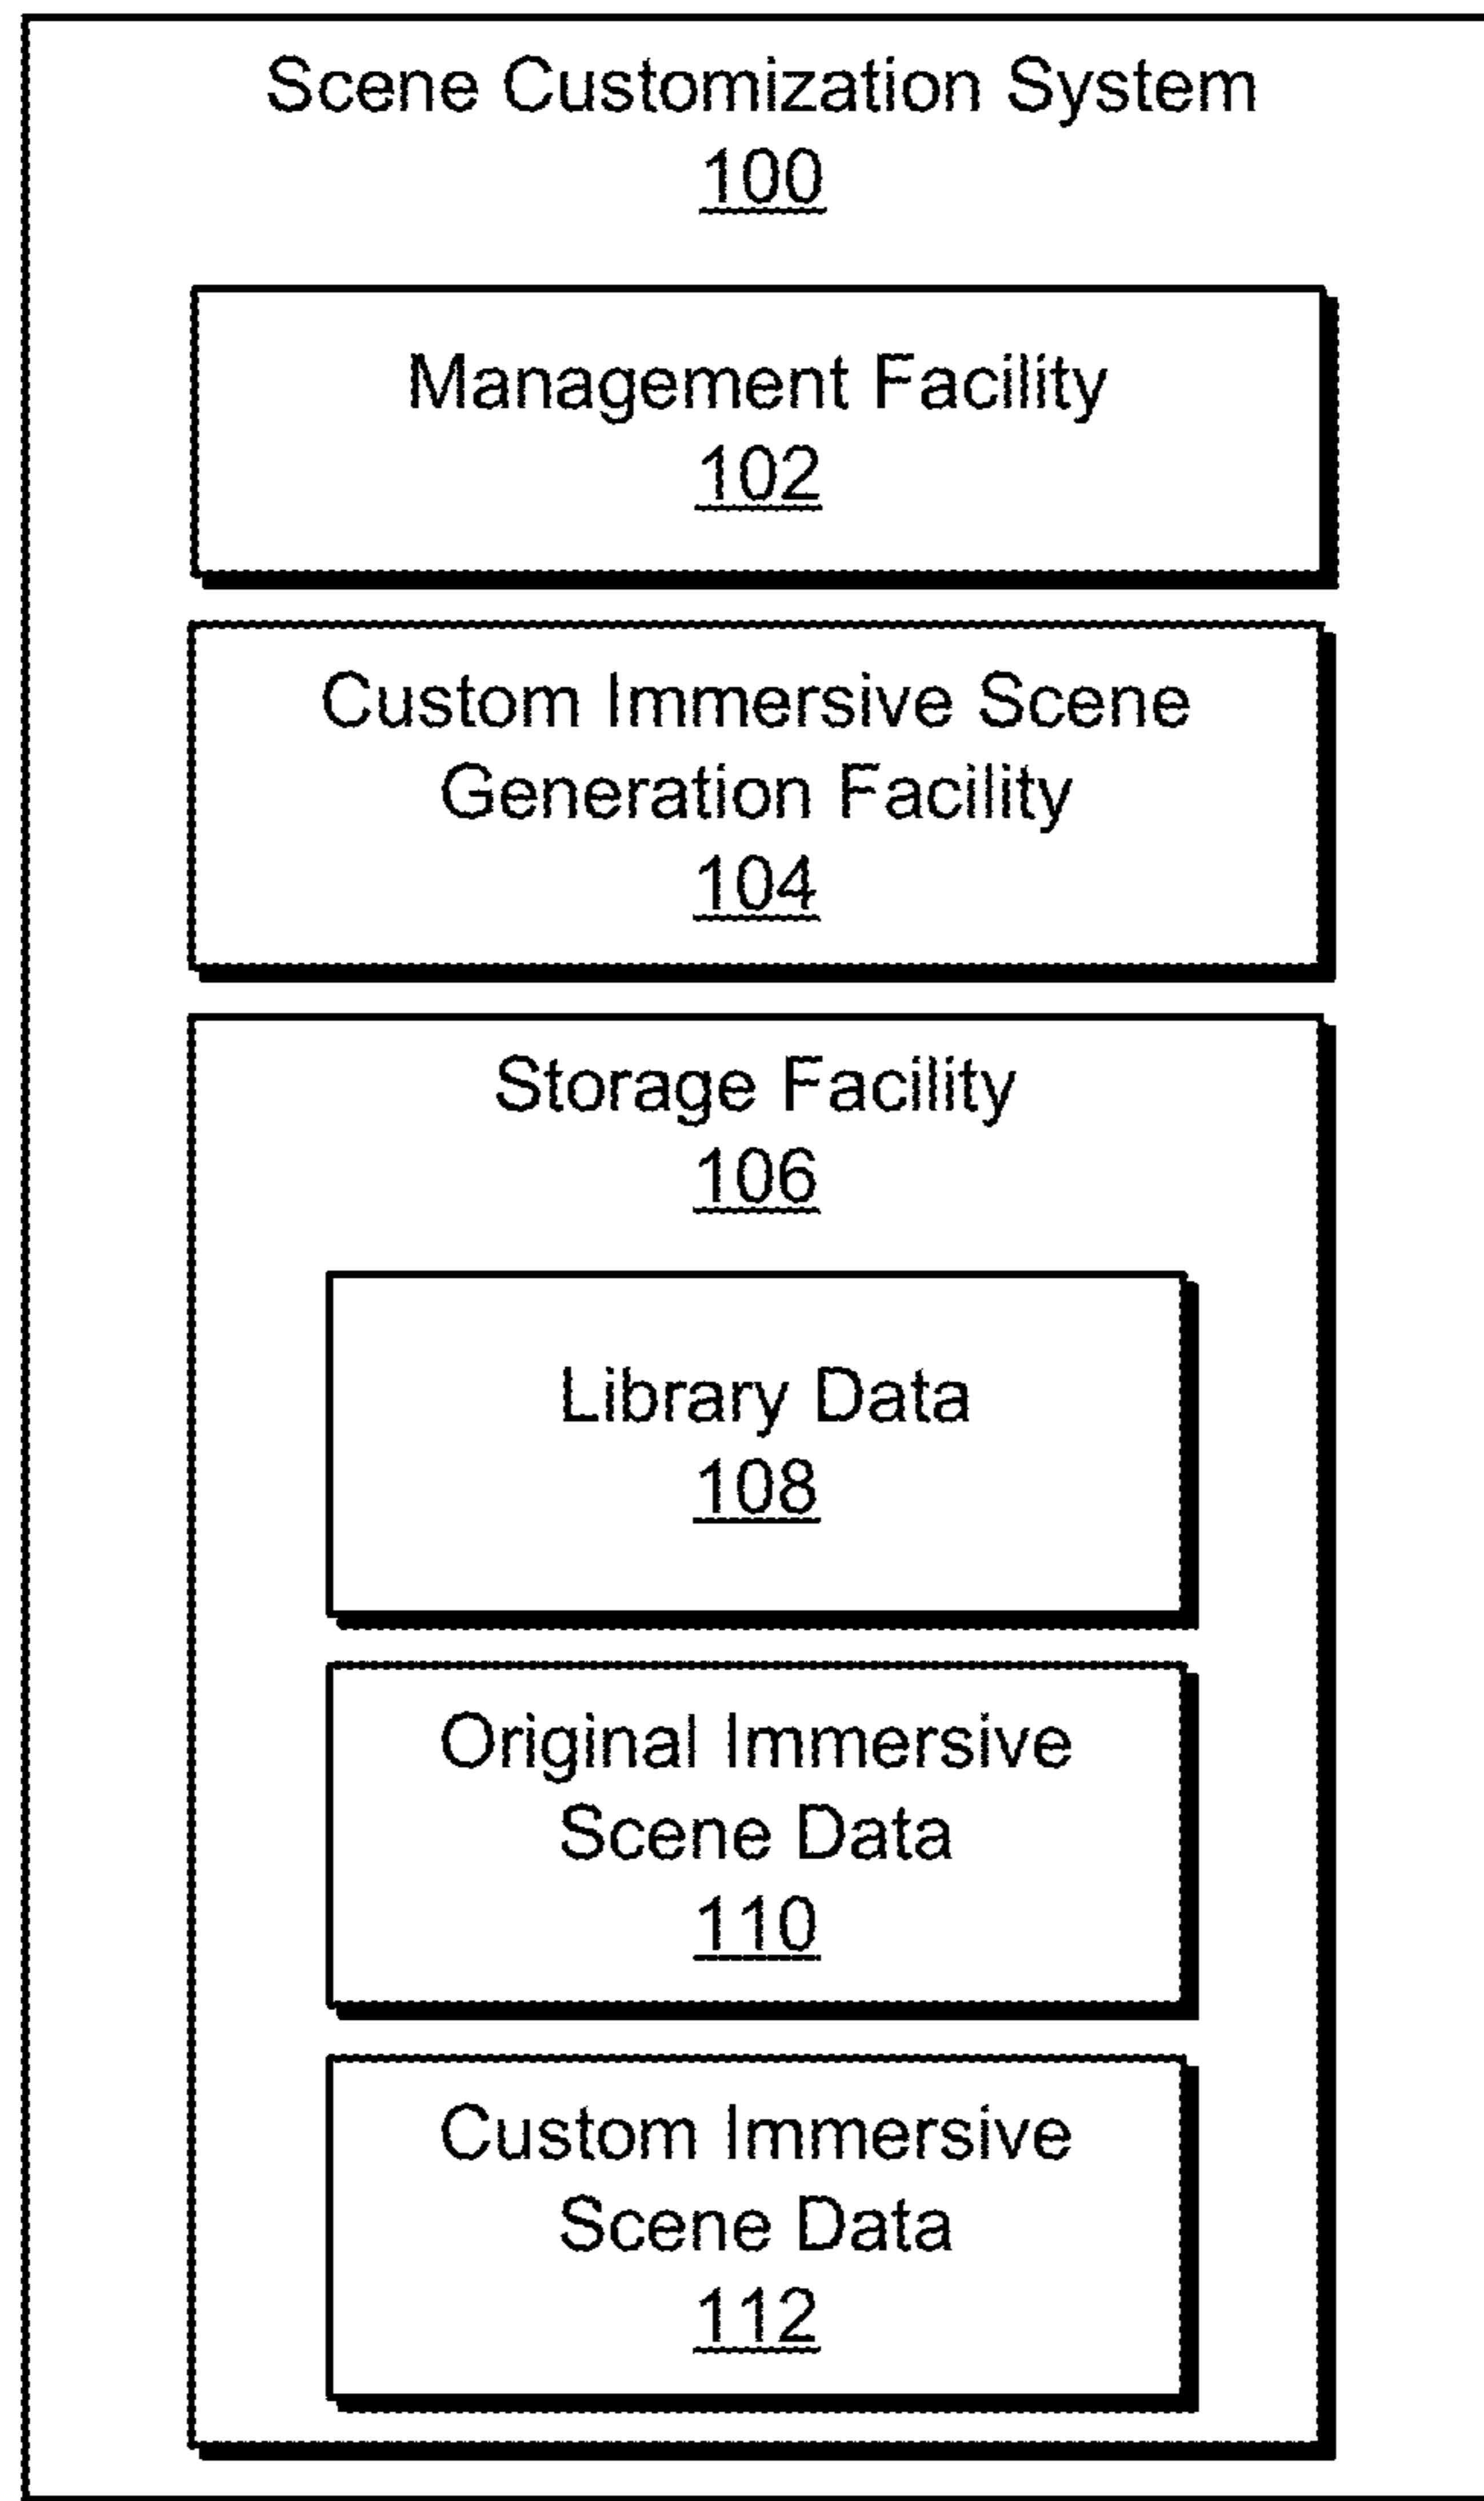 Scene Customization System
100
Management Facility
102
Custom Immersive Scene
Generation Facility
104
Storage Facility
106
Library Data
108
Original Immersive
Scene Data
110
Custom Immersive
Scene Data
112